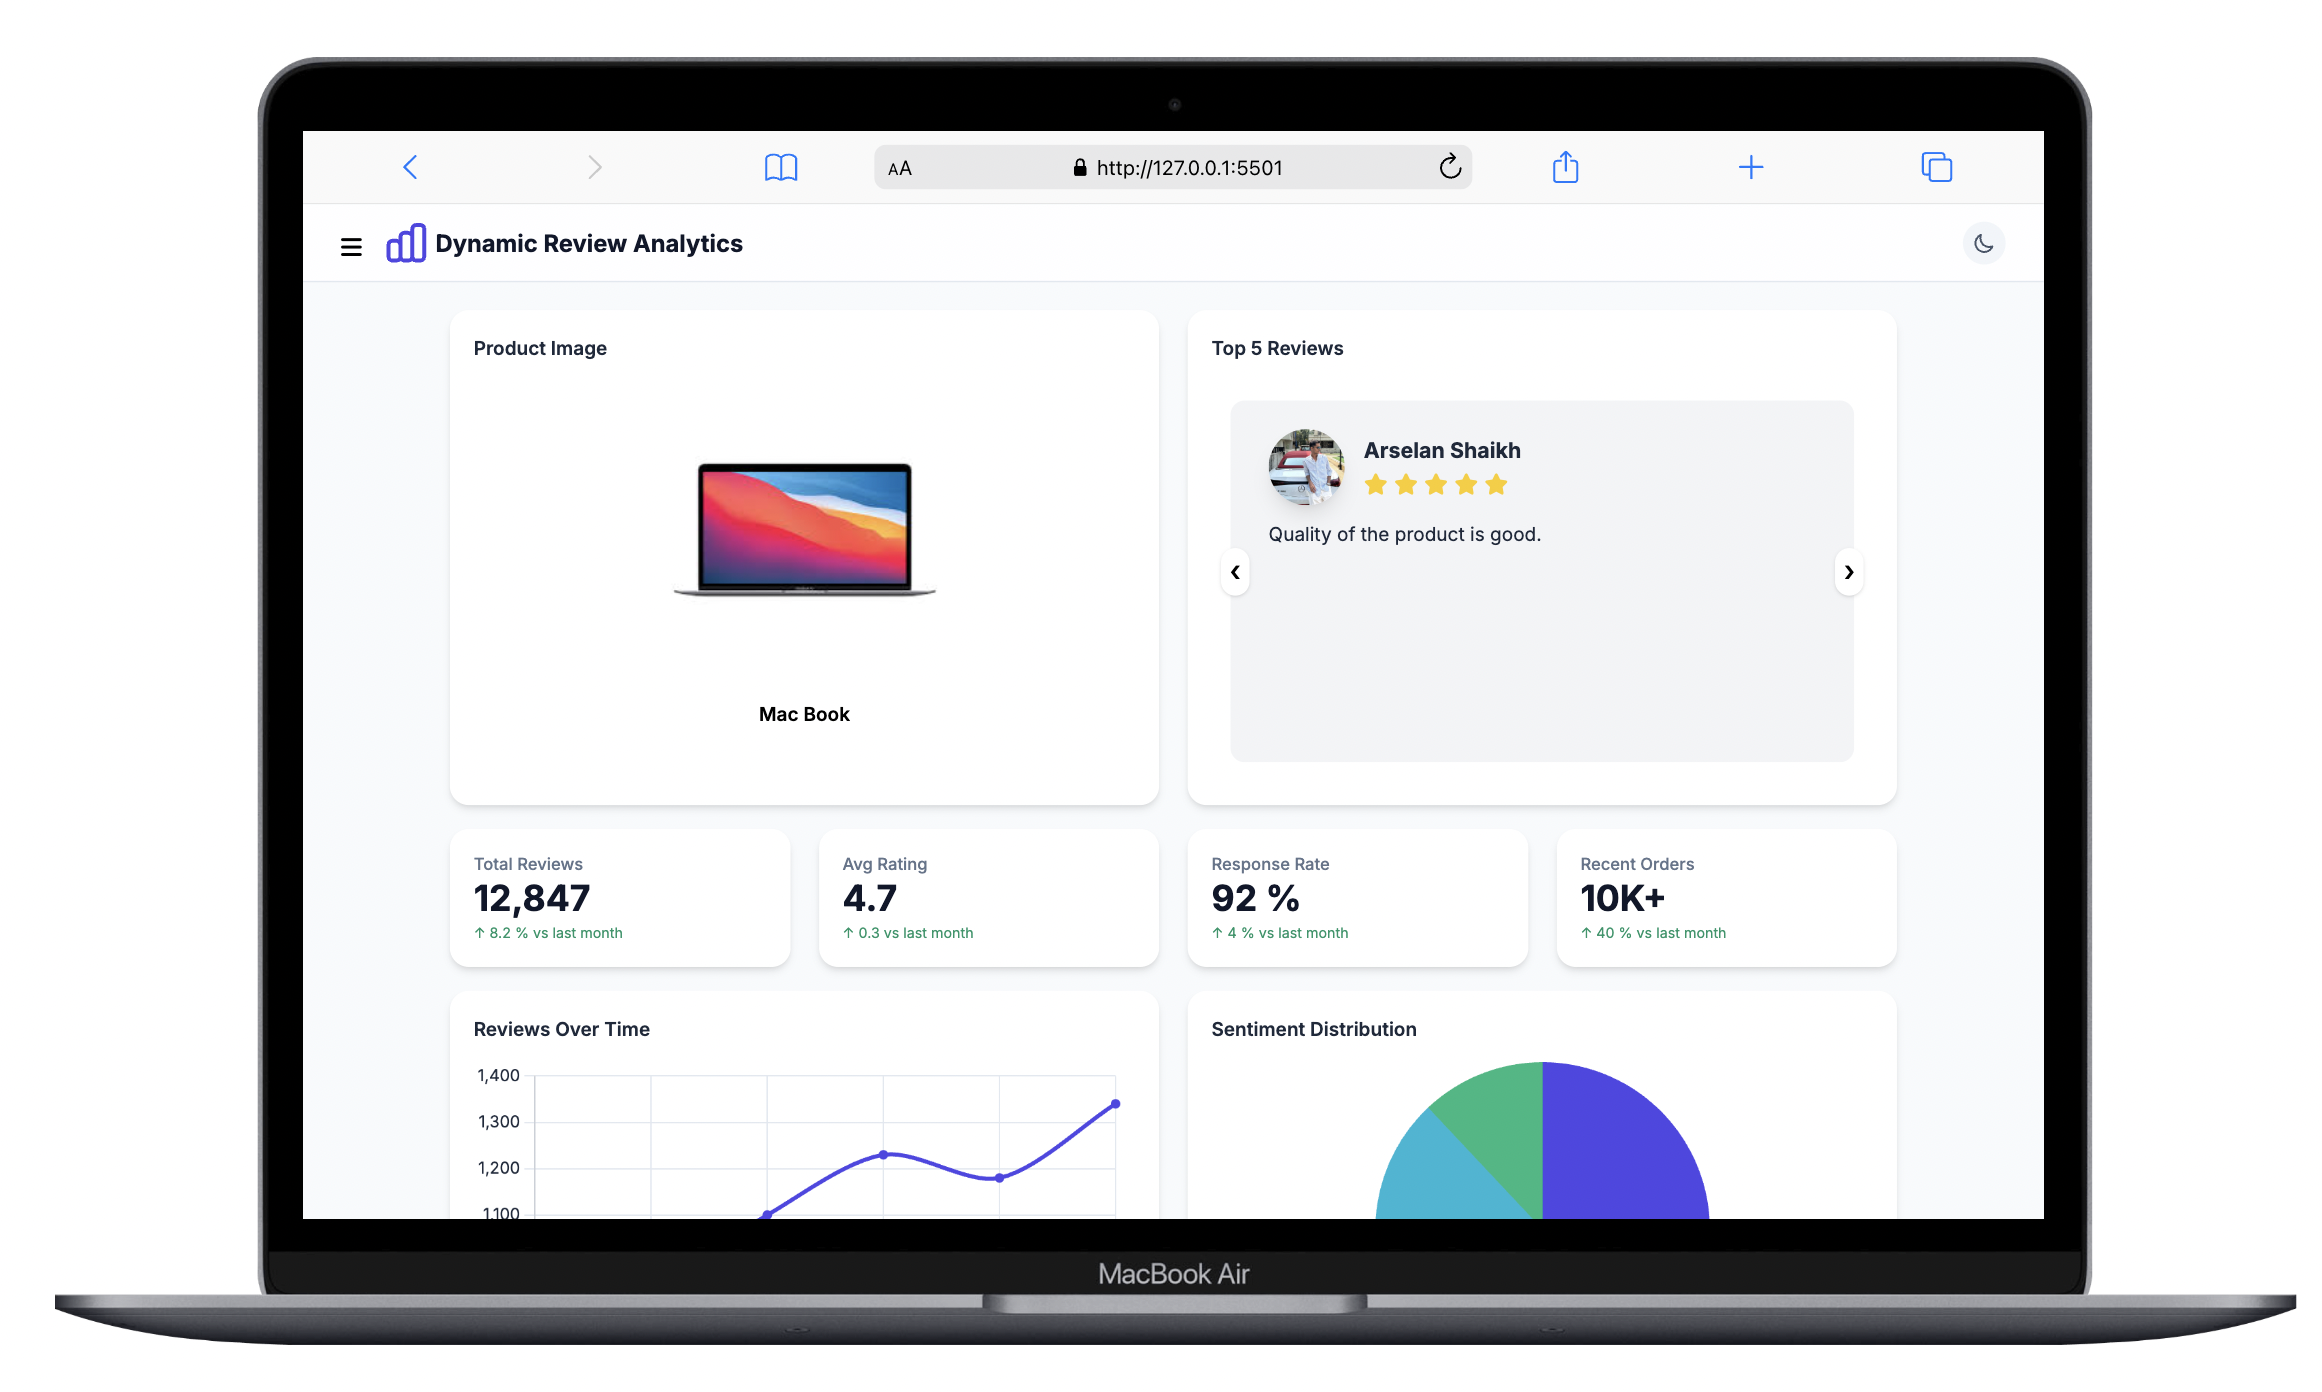 AA
http://127.0.0.1:5501
Dynamic Review Analytics
Product Image
Mac Book
Top 5 Reviews
Arselan Shaikh
Quality of the product is good.
Total Reviews
12,847
↑ 8.2 % vs last month
Avg Rating
4.7
↑ 0.3 vs last month
Response Rate
92 %
↑ 4 % vs last month
Recent Orders
10K+
↑ 40 % vs last month
Reviews Over Time
1,400
1,300
1,200
1,100
Sentiment Distribution
MacBook Air